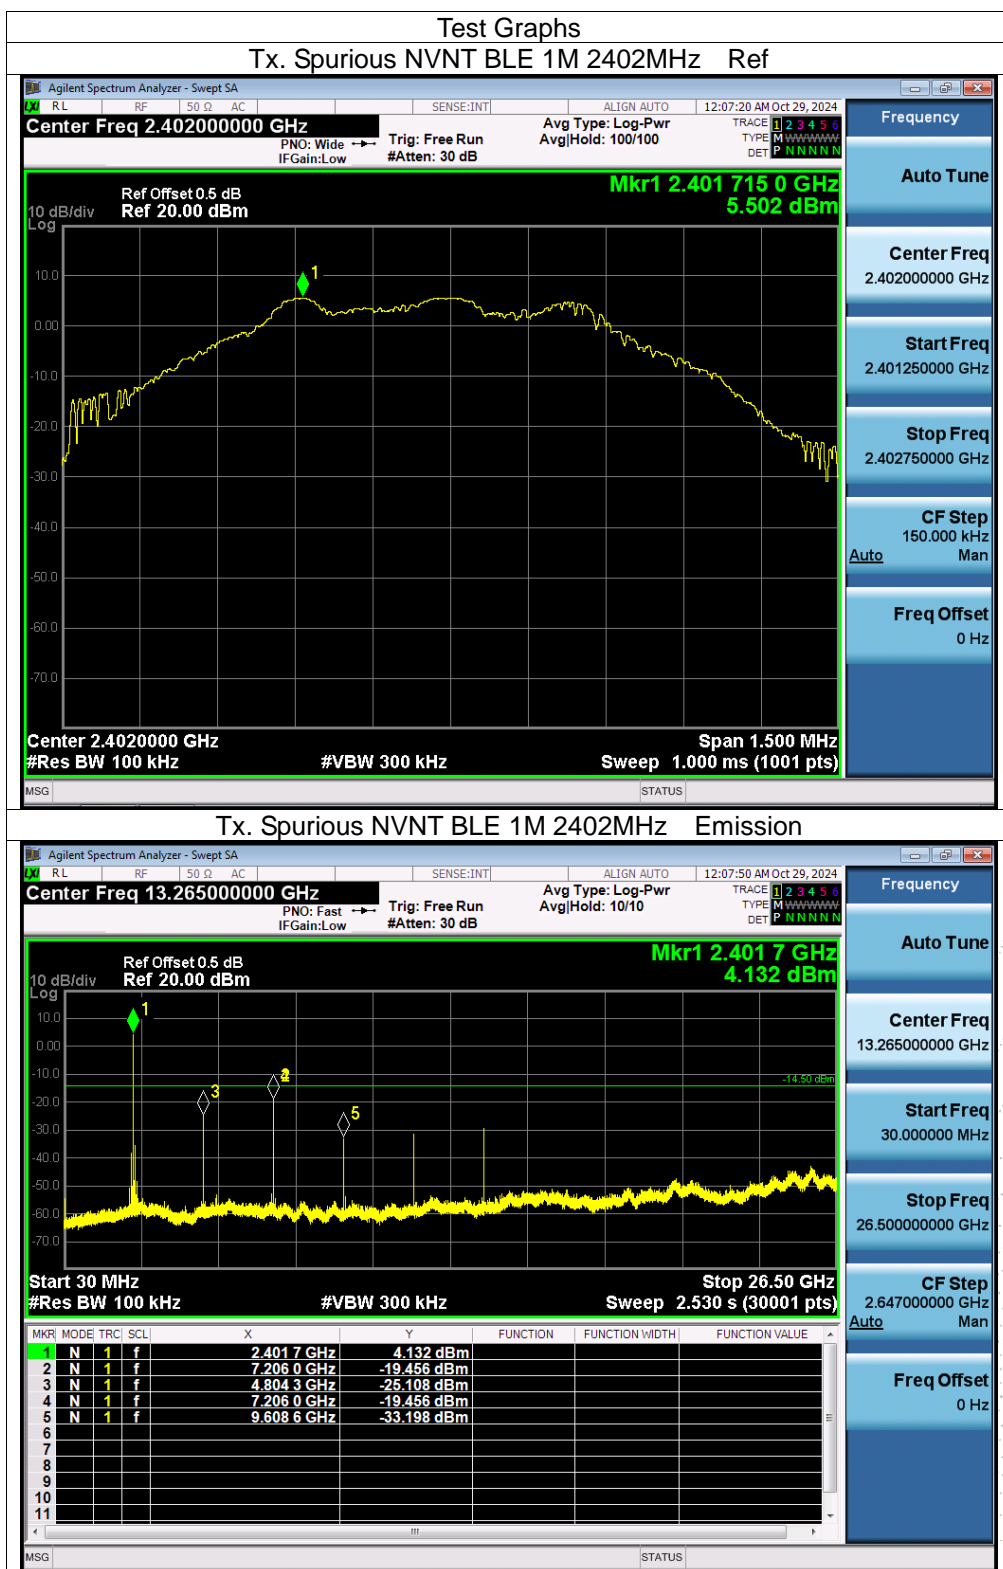 Test Graphs
Tx. Spurious NVNT BLE 1M 2402MHz Ref
Agilent Spectrum Analyzer - Swept SA
LXI RL RF 50 Ω AC SENSE:INT ALIGN AUTO 12:07:20 AM Oct 29, 2024
Center Freq 2.402000000 GHz Avg Type: Log-Pwr TRACE 1 2 3 4 5 6
PNO: Wide Trig: Free Run Avg|Hold: 100/100 TYPE M WWWWW
IFGain:Low #Atten: 30 dB DET P N N N N N
Frequency
Auto Tune
Mkr1 2.401 715 0 GHz
5.502 dBm
Ref Offset 0.5 dB
10 dB/div Ref 20.00 dBm
Log
1
10.0
0.00
-10.0
-20.0
-30.0
-40.0
-50.0
-60.0
-70.0
Center Freq
2.402000000 GHz
Start Freq
2.401250000 GHz
Stop Freq
2.402750000 GHz
CF Step
150.000 kHz
Auto Man
Freq Offset
0 Hz
Center 2.4020000 GHz Span 1.500 MHz
#Res BW 100 kHz #VBW 300 kHz Sweep 1.000 ms (1001 pts)
MSG STATUS
Tx. Spurious NVNT BLE 1M 2402MHz Emission
Agilent Spectrum Analyzer - Swept SA
LXI RL RF 50 Ω AC SENSE:INT ALIGN AUTO 12:07:50 AM Oct 29, 2024
Center Freq 13.265000000 GHz Avg Type: Log-Pwr TRACE 1 2 3 4 5 6
PNO: Fast Trig: Free Run Avg|Hold: 10/10 TYPE M WWWWW
IFGain:Low #Atten: 30 dB DET P N N N N N
Frequency
Auto Tune
Mkr1 2.401 7 GHz
4.132 dBm
Ref Offset 0.5 dB
10 dB/div Ref 20.00 dBm
Log
1
10.0
0.00
-10.0
-14.50 dBm
3
-20.0
5
-30.0
-40.0
-50.0
-60.0
-70.0
Center Freq
13.265000000 GHz
Start Freq
30.000000 MHz
Stop Freq
26.500000000 GHz
CF Step
2.647000000 GHz
Auto Man
Freq Offset
0 Hz
Start 30 MHz Stop 26.50 GHz
#Res BW 100 kHz #VBW 300 kHz Sweep 2.530 s (30001 pts)
MKR MODE TRC SCL X Y FUNCTION FUNCTION WIDTH FUNCTION VALUE
1 N 1 f 2.401 7 GHz 4.132 dBm
2 N 1 f 7.206 0 GHz -19.456 dBm
3 N 1 f 4.804 3 GHz -25.108 dBm
4 N 1 f 7.206 0 GHz -19.456 dBm
5 N 1 f 9.608 6 GHz -33.198 dBm
6
7
8
9
10
11
MSG STATUS